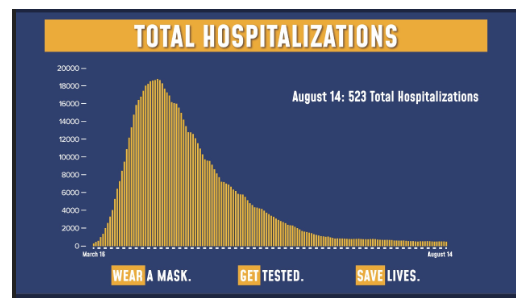 TOTAL HOSPITALIZATIONS
20000
18000
August 14: 523 Total Hospitalizations
16000
14000
12000
10000
8000
6000
4000
2000
0
March 16 August 14
WEAR A MASK. GET TESTED. SAVE LIVES.